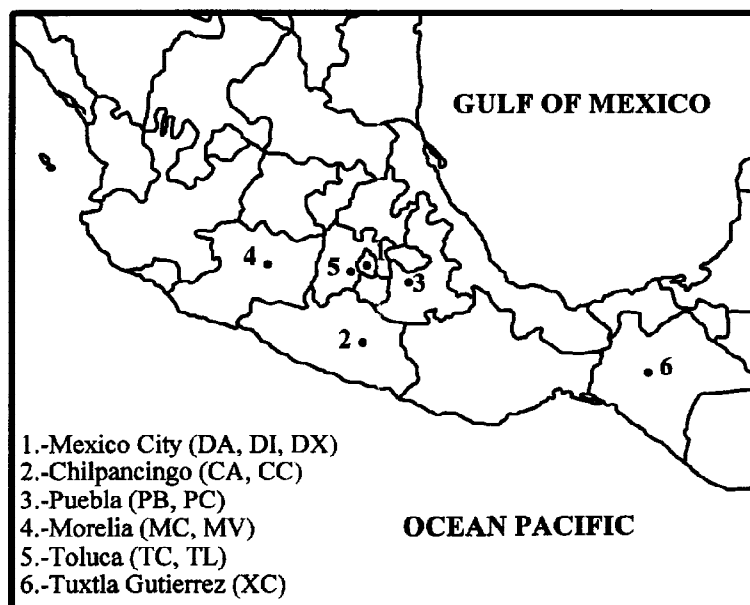 GULF OF MEXICO
4
5
1
3
2
6
1.-Mexico City (DA, DI, DX)
2.-Chilpancingo (CA, CC)
3.-Puebla (PB, PC)
4.-Morelia (MC, MV)
OCEAN PACIFIC
5.-Toluca (TC, TL)
6.-Tuxtla Gutierrez (XC)